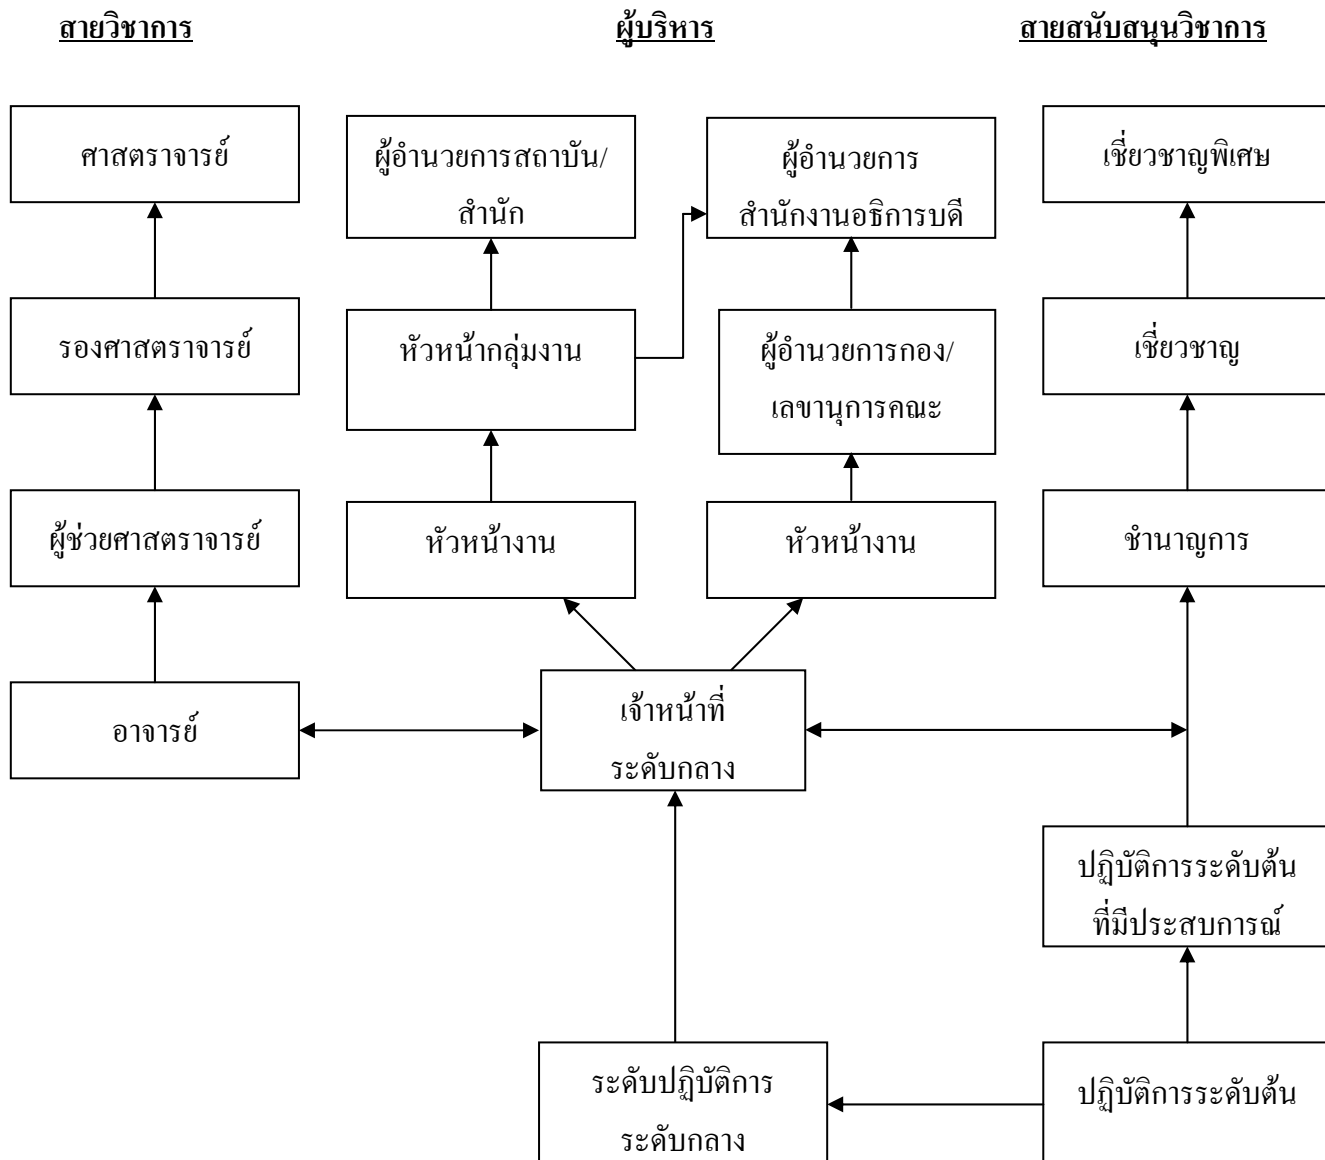 สายวิชาการ
ผู้บริหาร
สายสนับสนุนวิชาการ
ศาสตราจารย์
ผู้อำนวยการสถาบัน/
สำนัก
ผู้อำนวยการ
สำนักงานอธิการบดี
เชี่ยวชาญพิเศษ
รองศาสตราจารย์
หัวหน้ากลุ่มงาน
ผู้อำนวยการกอง/
เลขานุการคณะ
เชี่ยวชาญ
ผู้ช่วยศาสตราจารย์
หัวหน้างาน
หัวหน้างาน
ชำนาญการ
อาจารย์
เจ้าหน้าที่
ระดับกลาง
ปฏิบัติการระดับต้น
ที่มีประสบการณ์
ระดับปฏิบัติการ
ระดับกลาง
ปฏิบัติการระดับต้น